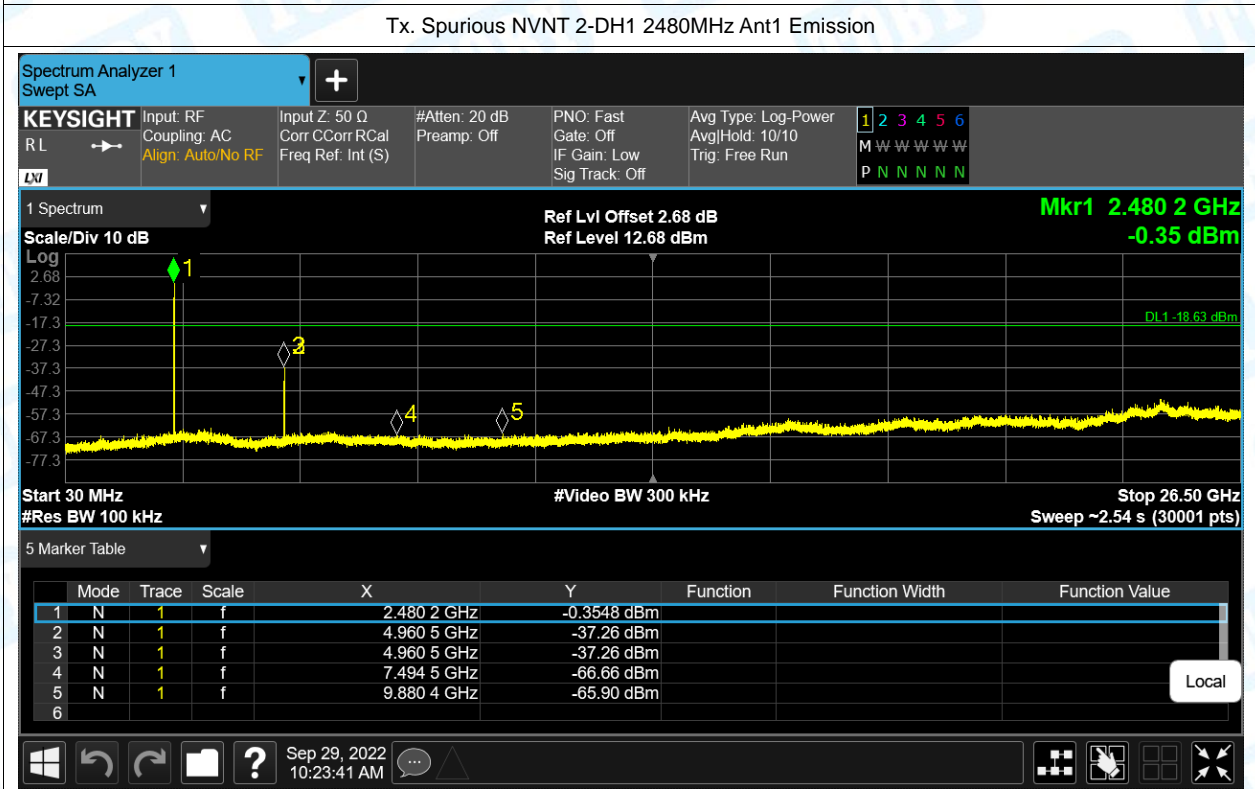 Tx. Spurious NVNT 2-DH1 2480MHz Ant1 Emission
Spectrum Analyzer 1
Swept SA
KEYSIGHT
RL
LXI
Input: RF
Coupling: AC
Align: Auto/No RF
Input Z: 50 Ω
Corr CCorr RCal
Freq Ref: Int (S)
#Atten: 20 dB
Preamp: Off
PNO: Fast
Gate: Off
IF Gain: Low
Sig Track: Off
Avg Type: Log-Power
Avg|Hold: 10/10
Trig: Free Run
1 2 3 4 5 6
M W W W W W
P N N N N N
1 Spectrum
Scale/Div 10 dB
Ref Lvl Offset 2.68 dB
Ref Level 12.68 dBm
Mkr1 2.480 2 GHz
-0.35 dBm
Log
2.68
-7.32
-17.3
-27.3
-37.3
-47.3
-57.3
-67.3
-77.3
1
3
4
5
DL1 -18.63 dBm
Start 30 MHz
#Res BW 100 kHz
#Video BW 300 kHz
Stop 26.50 GHz
Sweep ~2.54 s (30001 pts)
5 Marker Table
Mode Trace Scale X Y Function Function Width Function Value
1 N 1 f 2.480 2 GHz -0.3548 dBm
2 N 1 f 4.960 5 GHz -37.26 dBm
3 N 1 f 4.960 5 GHz -37.26 dBm
4 N 1 f 7.494 5 GHz -66.66 dBm
5 N 1 f 9.880 4 GHz -65.90 dBm
6
Local
?
Sep 29, 2022
10:23:41 AM